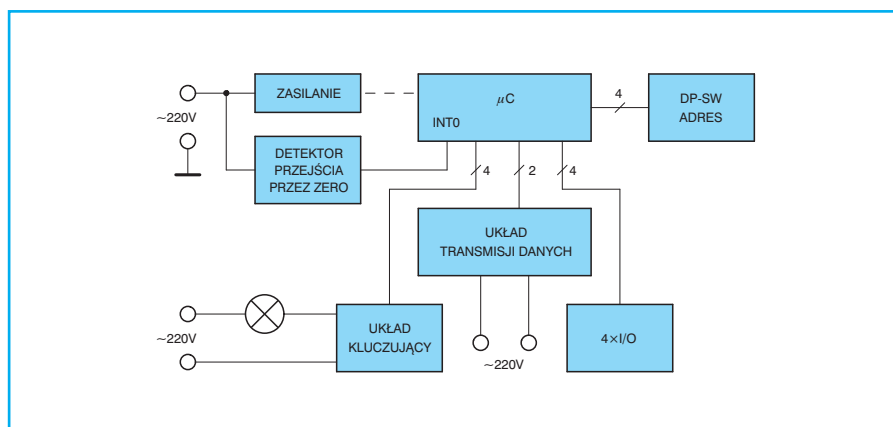 ZASILANIE
µC
INT0
4
DP-SW
ADRES
~220V
DETEKTOR
PRZEJŚCIA
PRZEZ ZERO
4
2
4
UKŁAD
TRANSMISJI DANYCH
~220V
UKŁAD
KLUCZUJĄCY
~220V
4×I/O